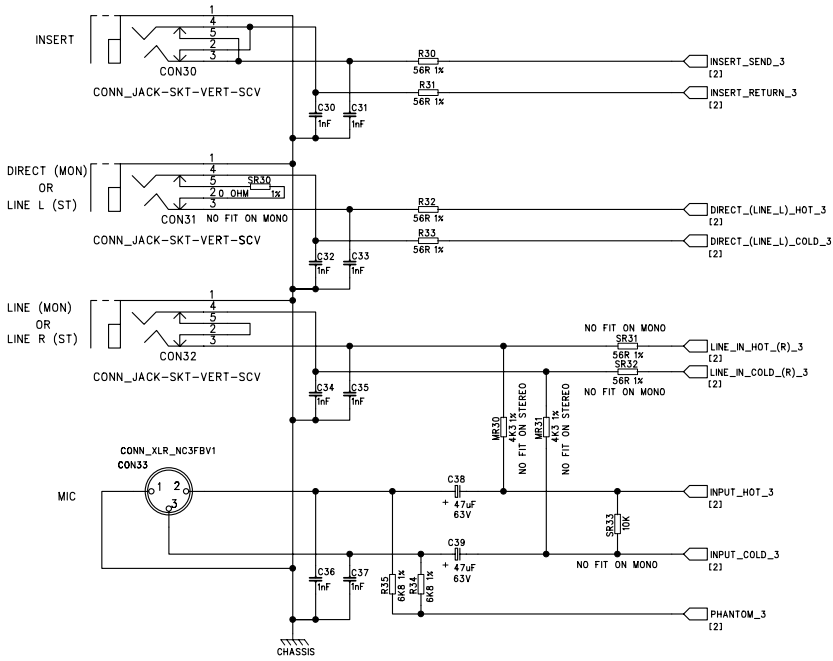 INSERT
1
4
5
2
3
CON30
CONN_JACK-SKT-VERT-SCV
C30
1nF
C31
1nF
R30
56R 1%
R31
56R 1%
INSERT_SEND_3
[2]
INSERT_RETURN_3
[2]
DIRECT (MON)
OR
LINE L (ST)
1
4
5
2
3
SR30
0 OHM 1%
CON31
NO FIT ON MONO
CONN_JACK-SKT-VERT-SCV
C32
1nF
C33
1nF
R32
56R 1%
R33
56R 1%
DIRECT_(LINE_L)_HOT_3
[2]
DIRECT_(LINE_L)_COLD_3
[2]
LINE (MON)
OR
LINE R (ST)
1
4
5
2
3
CON32
CONN_JACK-SKT-VERT-SCV
C34
1nF
C35
1nF
NO FIT ON MONO
SR31
56R 1%
SR32
56R 1%
NO FIT ON MONO
LINE_IN_HOT_(R)_3
[2]
LINE_IN_COLD_(R)_3
[2]
MR30
4K3 1%
NO FIT ON STEREO
MR31
4K3 1%
NO FIT ON STEREO
CONN_XLR_NC3FBV1
CON33
MIC
1
2
3
C36
1nF
C37
1nF
R35
6K8 1%
R34
6K8 1%
C38
+ 47uF
63V
C39
+ 47uF
63V
SR33
10K
NO FIT ON MONO
INPUT_HOT_3
[2]
INPUT_COLD_3
[2]
PHANTOM_3
[2]
CHASSIS